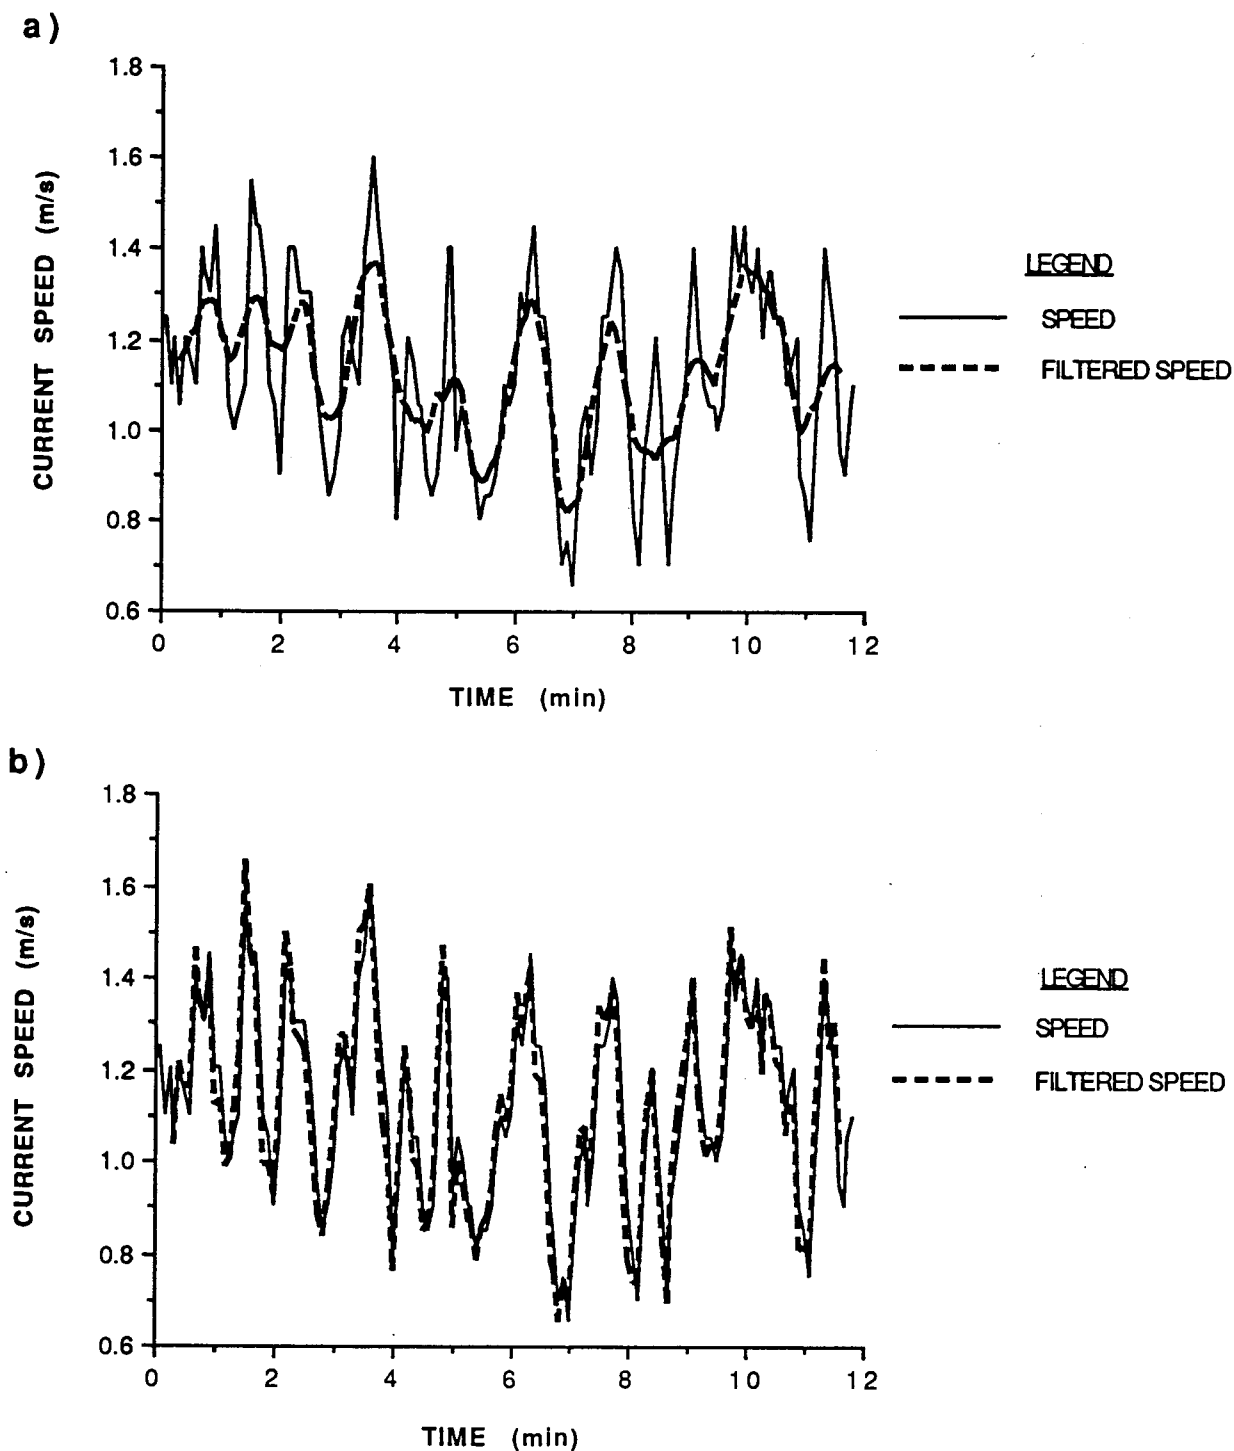 a)
1.8
1.6
1.4
1.2
1.0
0.8
0.6
CURRENT SPEED (m/s)
0 2 4 6 8 10 12
TIME (min)
LEGEND
SPEED
FILTERED SPEED
b)
1.8
1.6
1.4
1.2
1.0
0.8
0.6
CURRENT SPEED (m/s)
0 2 4 6 8 10 12
TIME (min)
LEGEND
SPEED
FILTERED SPEED